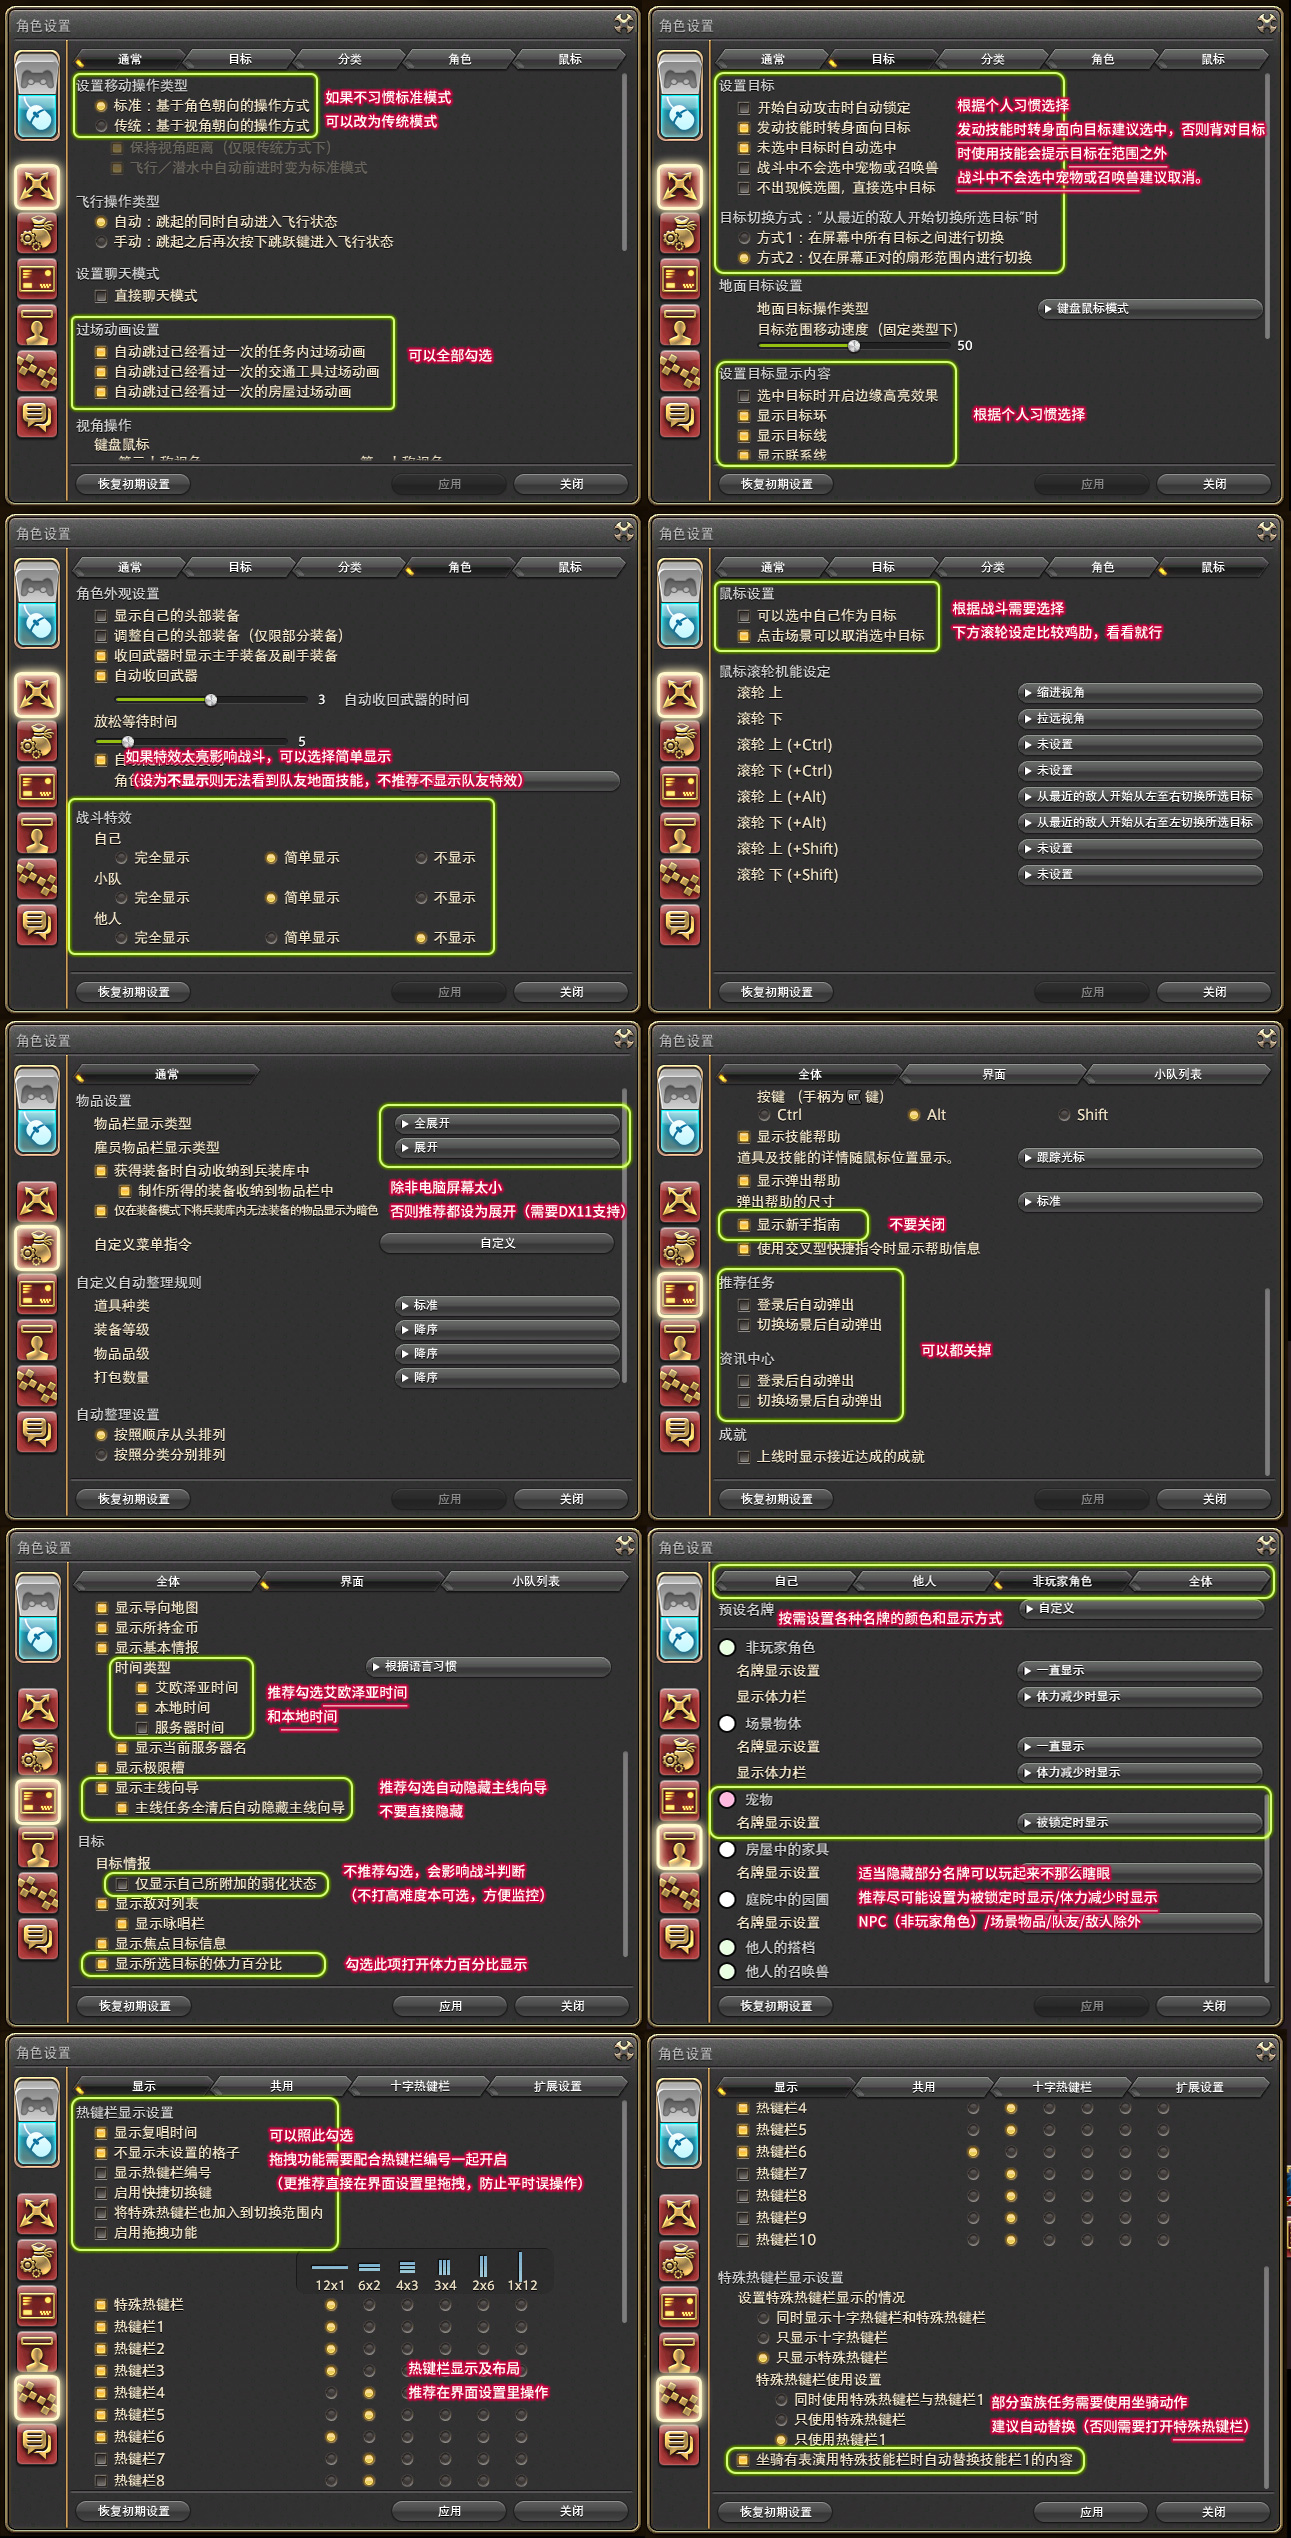 角色设置
通常
目标
分类
角色
鼠标
设置移动操作类型
标准：基于角色朝向的操作方式
传统：基于视角朝向的操作方式
如果不习惯标准模式
可以改为传统模式
保持视角距离（仅限传统方式下）
飞行／潜水中自动前进时变为标准模式
飞行操作类型
自动：跳起的同时自动进入飞行状态
手动：跳起之后再次按下跳跃键进入飞行状态
设置聊天模式
直接聊天模式
过场动画设置
自动跳过已经看过一次的任务内过场动画
自动跳过已经看过一次的交通工具过场动画
自动跳过已经看过一次的房屋过场动画
可以全部勾选
视角操作
键盘鼠标
恢复初期设置
应用
关闭
角色设置
通常
目标
分类
角色
鼠标
设置目标
开始自动攻击时自动锁定
发动技能时转身面向目标
未选中目标时自动选中
战斗中不会选中宠物或召唤兽
不出现候选圈，直接选中目标
根据个人习惯选择
发动技能时转身面向目标建议选中，否则背对目标
时使用技能会提示目标在范围之外
战斗中不会选中宠物或召唤兽建议取消。
目标切换方式：“从最近的敌人开始切换所选目标”时
方式1：在屏幕中所有目标之间进行切换
方式2：仅在屏幕正对的扇形范围内进行切换
地面目标设置
地面目标操作类型
键盘鼠标模式
目标范围移动速度（固定类型下）
50
设置目标显示内容
选中目标时开启边缘高亮效果
显示目标环
显示目标线
显示联系线
根据个人习惯选择
恢复初期设置
应用
关闭
角色设置
通常
目标
分类
角色
鼠标
角色外观设置
显示自己的头部装备
调整自己的头部装备（仅限部分装备）
收回武器时显示主手装备及副手装备
自动收回武器
3 自动收回武器的时间
放松等待时间
5
如果特效太亮影响战斗，可以选择简单显示
（设为不显示则无法看到队友地面技能，不推荐不显示队友特效）
战斗特效
自己
完全显示
简单显示
不显示
小队
完全显示
简单显示
不显示
他人
完全显示
简单显示
不显示
恢复初期设置
应用
关闭
角色设置
通常
目标
分类
角色
鼠标
鼠标设置
可以选中自己作为目标
点击场景可以取消选中目标
根据战斗需要选择
下方滚轮设定比较鸡肋，看看就行
鼠标滚轮机能设定
滚轮 上
缩进视角
滚轮 下
拉远视角
滚轮 上 (+Ctrl)
未设置
滚轮 下 (+Ctrl)
未设置
滚轮 上 (+Alt)
从最近的敌人开始从左至右切换所选目标
滚轮 下 (+Alt)
从最近的敌人开始从右至左切换所选目标
滚轮 上 (+Shift)
未设置
滚轮 下 (+Shift)
未设置
恢复初期设置
应用
关闭
角色设置
通常
物品设置
物品栏显示类型
全展开
雇员物品栏显示类型
展开
获得装备时自动收纳到兵装库中
制作所得的装备收纳到物品栏中
仅在装备模式下将兵装库内无法装备的物品显示为暗色
除非电脑屏幕太小
否则推荐都设为展开（需要DX11支持）
自定义菜单指令
自定义
自定义自动整理规则
道具种类
标准
装备等级
降序
物品品级
降序
打包数量
降序
自动整理设置
按照顺序从头排列
按照分类分别排列
恢复初期设置
应用
关闭
角色设置
全体
界面
小队列表
按键 （手柄为 RT 键）
Ctrl
Alt
Shift
显示技能帮助
道具及技能的详情随鼠标位置显示。
跟踪光标
显示弹出帮助
弹出帮助的尺寸
标准
显示新手指南
不要关闭
使用交叉型快捷指令时显示帮助信息
推荐任务
登录后自动弹出
切换场景后自动弹出
可以都关掉
资讯中心
登录后自动弹出
切换场景后自动弹出
成就
上线时显示接近达成的成就
恢复初期设置
应用
关闭
角色设置
全体
界面
小队列表
显示导向地图
显示所持金币
显示基本情报
时间类型
根据语言习惯
艾欧泽亚时间
本地时间
服务器时间
推荐勾选艾欧泽亚时间
和本地时间
显示当前服务器名
显示极限槽
显示主线向导
主线任务全清后自动隐藏主线向导
推荐勾选自动隐藏主线向导
不要直接隐藏
目标
目标情报
仅显示自己所附加的弱化状态
不推荐勾选，会影响战斗判断
（不打高难度本可选，方便监控）
显示敌对列表
显示咏唱栏
显示焦点目标信息
显示所选目标的体力百分比
勾选此项打开体力百分比显示
恢复初期设置
应用
关闭
角色设置
自己
他人
非玩家角色
全体
预设名牌
自定义
按需设置各种名牌的颜色和显示方式
非玩家角色
名牌显示设置
一直显示
显示体力栏
体力减少时显示
场景物体
名牌显示设置
一直显示
显示体力栏
体力减少时显示
宠物
名牌显示设置
被锁定时显示
房屋中的家具
名牌显示设置
庭院中的园圃
名牌显示设置
适当隐藏部分名牌可以玩起来不那么瞎眼
推荐尽可能设置为被锁定时显示/体力减少时显示
NPC（非玩家角色）/场景物品/队友/敌人除外
他人的搭档
他人的召唤兽
恢复初期设置
应用
关闭
角色设置
显示
共用
十字热键栏
扩展设置
热键栏显示设置
显示复唱时间
不显示未设置的格子
显示热键栏编号
启用快捷切换键
将特殊热键栏也加入到切换范围内
启用拖拽功能
可以照此勾选
拖拽功能需要配合热键栏编号一起开启
（更推荐直接在界面设置里拖拽，防止平时误操作）
12x1 6x2 4x3 3x4 2x6 1x12
特殊热键栏
热键栏1
热键栏2
热键栏3
热键栏4
热键栏5
热键栏6
热键栏7
热键栏8
热键栏显示及布局
推荐在界面设置里操作
恢复初期设置
应用
关闭
角色设置
显示
共用
十字热键栏
扩展设置
热键栏4
热键栏5
热键栏6
热键栏7
热键栏8
热键栏9
热键栏10
特殊热键栏显示设置
设置特殊热键栏显示的情况
同时显示十字热键栏和特殊热键栏
只显示十字热键栏
只显示特殊热键栏
特殊热键栏使用设置
同时使用特殊热键栏与热键栏1
只使用特殊热键栏
只使用热键栏1
部分蛮族任务需要使用坐骑动作
建议自动替换（否则需要打开特殊热键栏）
坐骑有表演用特殊技能栏时自动替换技能栏1的内容
恢复初期设置
应用
关闭